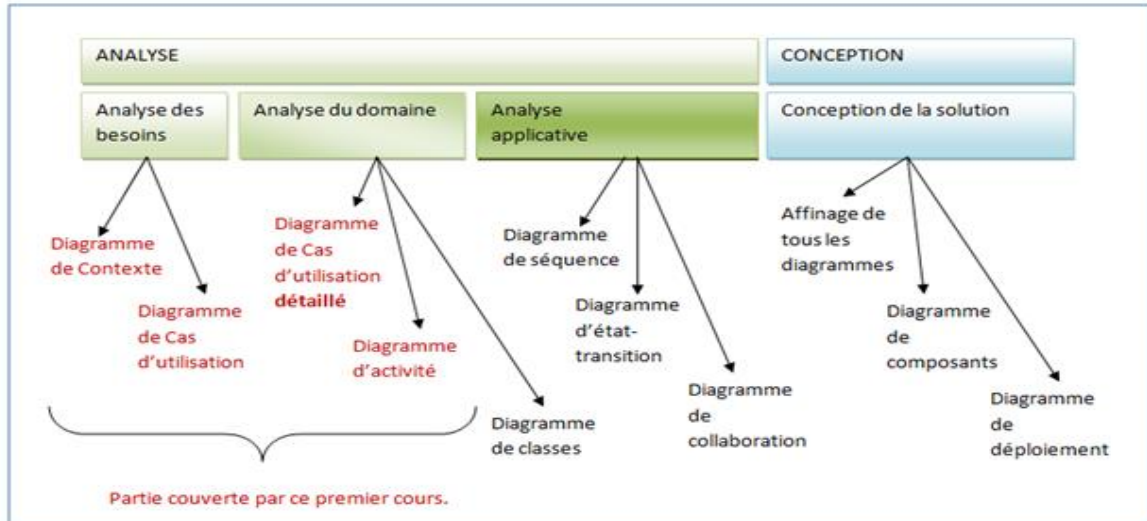 ANALYSE
CONCEPTION
Analyse des
besoins
Analyse du domaine
Analyse
applicative
Conception de la solution
Diagramme
de Contexte
Diagramme
de Cas
d'utilisation
Diagramme
de Cas
d'utilisation
détaillé
Diagramme
d'activité
Diagramme
de classes
Diagramme
de séquence
Diagramme
d'état-
transition
Diagramme
de
collaboration
Affinage de
tous les
diagrammes
Diagramme
de
composants
Diagramme
de
déploiement
Partie couverte par ce premier cours.